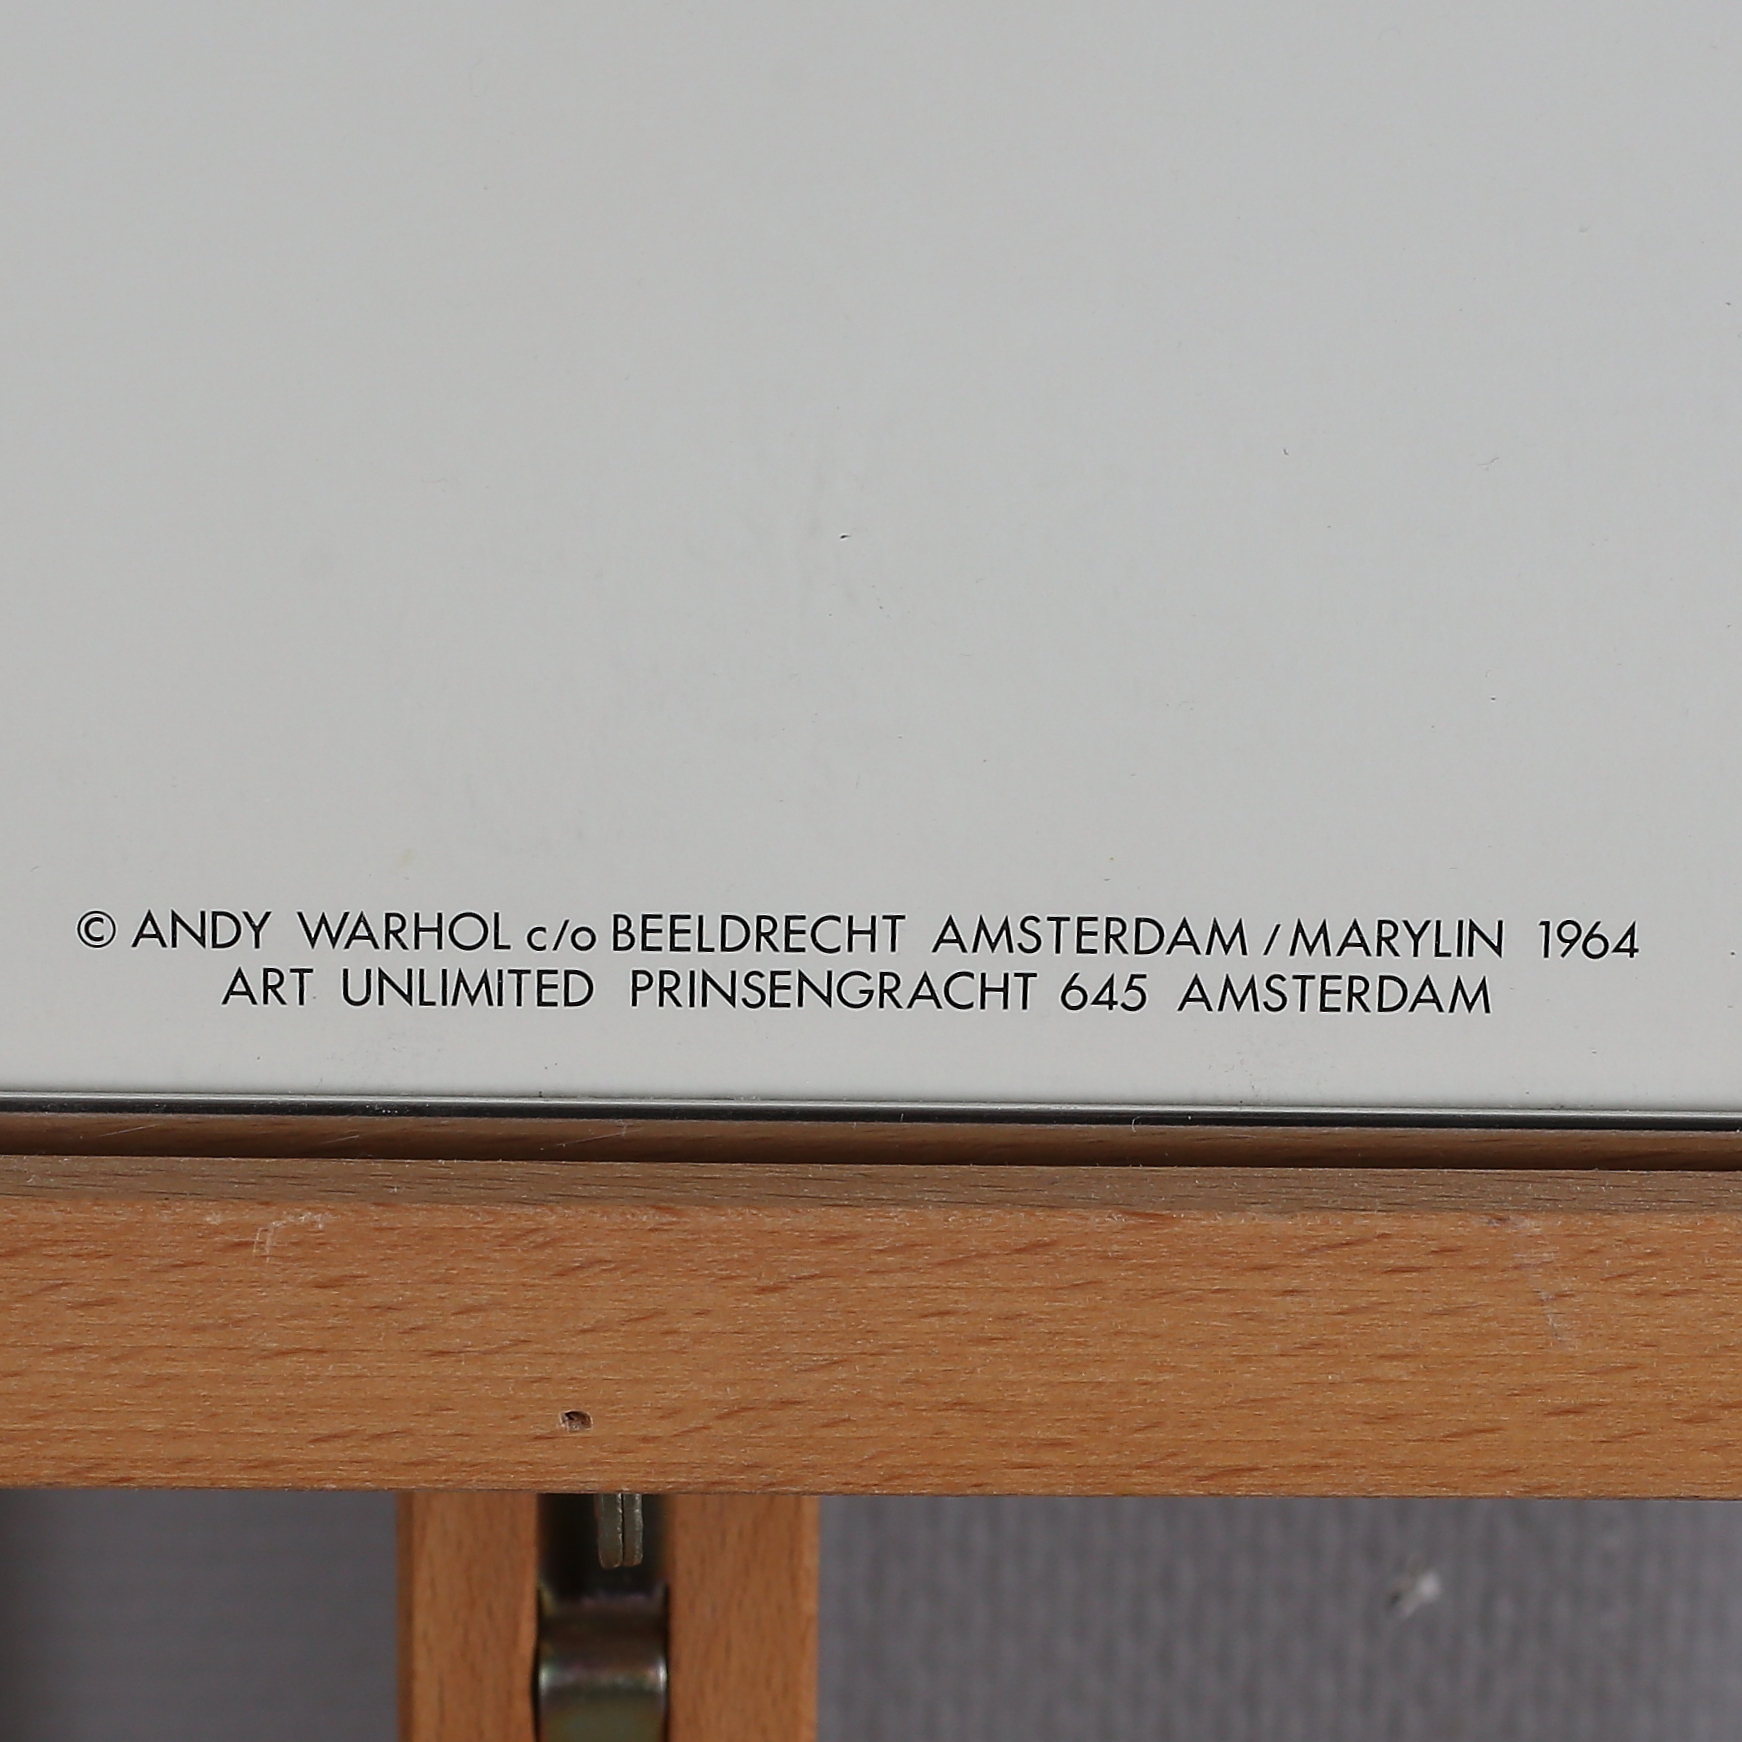 © ANDY WARHOL c/o BEELDRECHT AMSTERDAM / MARYLIN 1964
ART UNLIMITED PRINSENGRACHT 645 AMSTERDAM